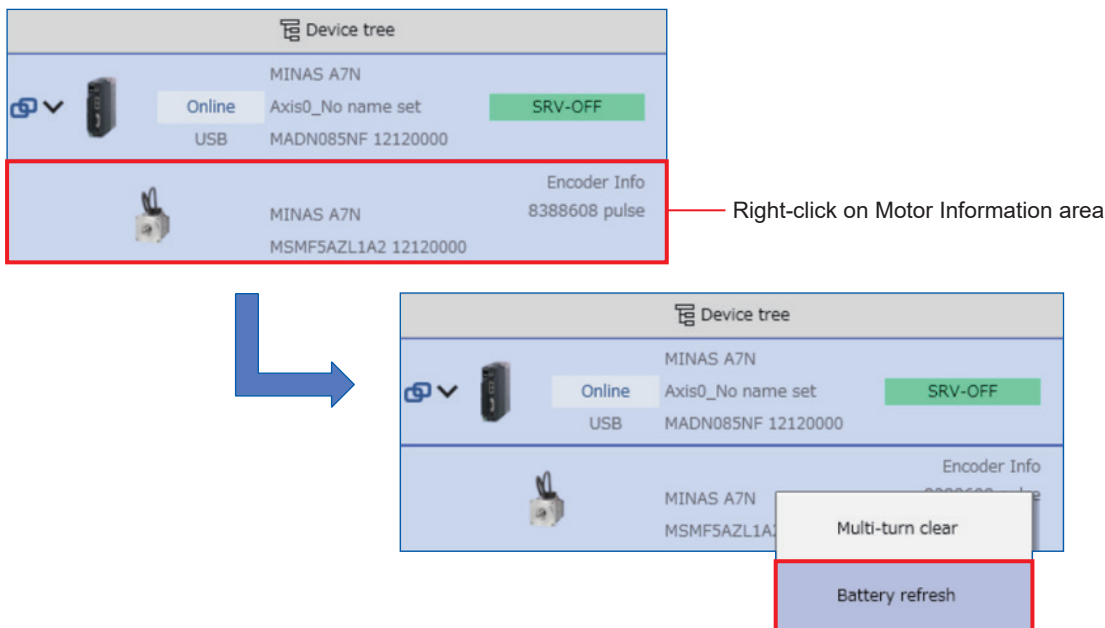 Device tree
MINAS A7N
Online Axis0_No name set SRV-OFF
USB MADN085NF 12120000
Encoder Info
MINAS A7N 8388608 pulse
MSMF5AZL1A2 12120000
Right-click on Motor Information area
Device tree
MINAS A7N
Online Axis0_No name set SRV-OFF
USB MADN085NF 12120000
Encoder Info
MINAS A7N
MSMF5AZL1A
Multi-turn clear
Battery refresh